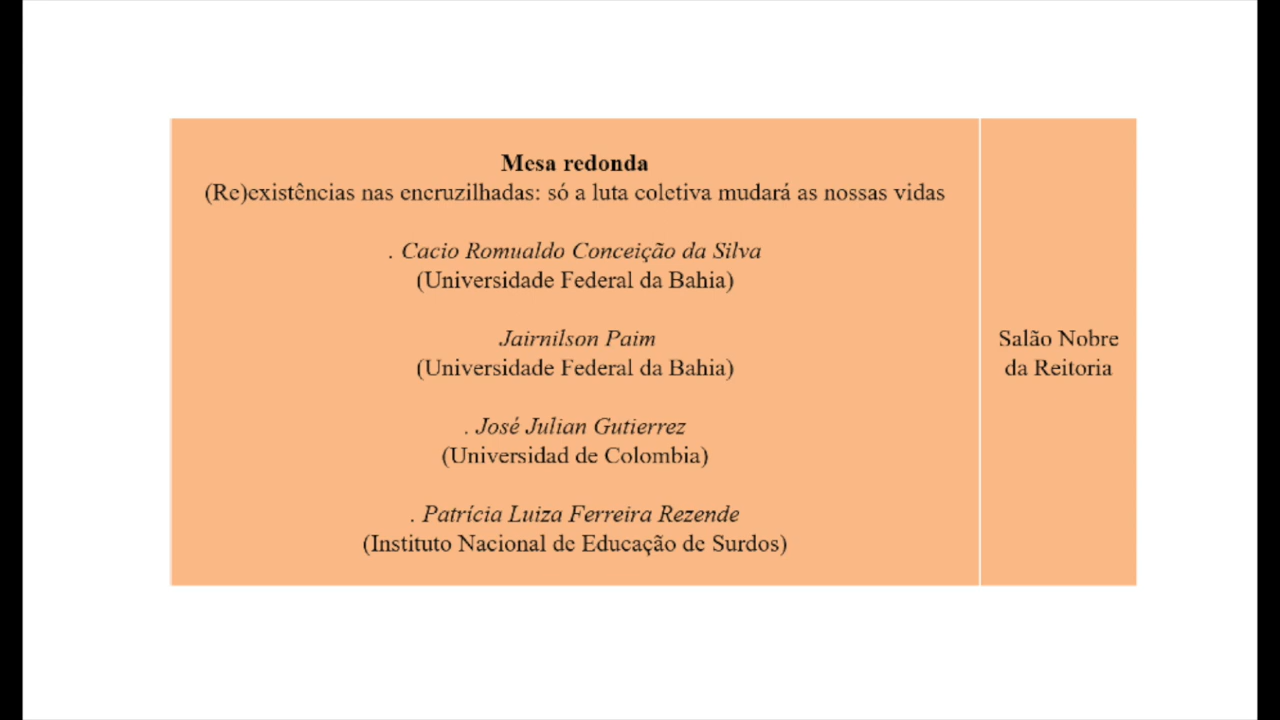 Mesa redonda
(Re)existências nas encruzilhadas: só a luta coletiva mudará as nossas vidas
. Cacio Romualdo Conceição da Silva
(Universidade Federal da Bahia)
Jairnilson Paim
(Universidade Federal da Bahia)
. José Julian Gutierrez
(Universidad de Colombia)
. Patrícia Luiza Ferreira Rezende
(Instituto Nacional de Educação de Surdos)
Salão Nobre
da Reitoria